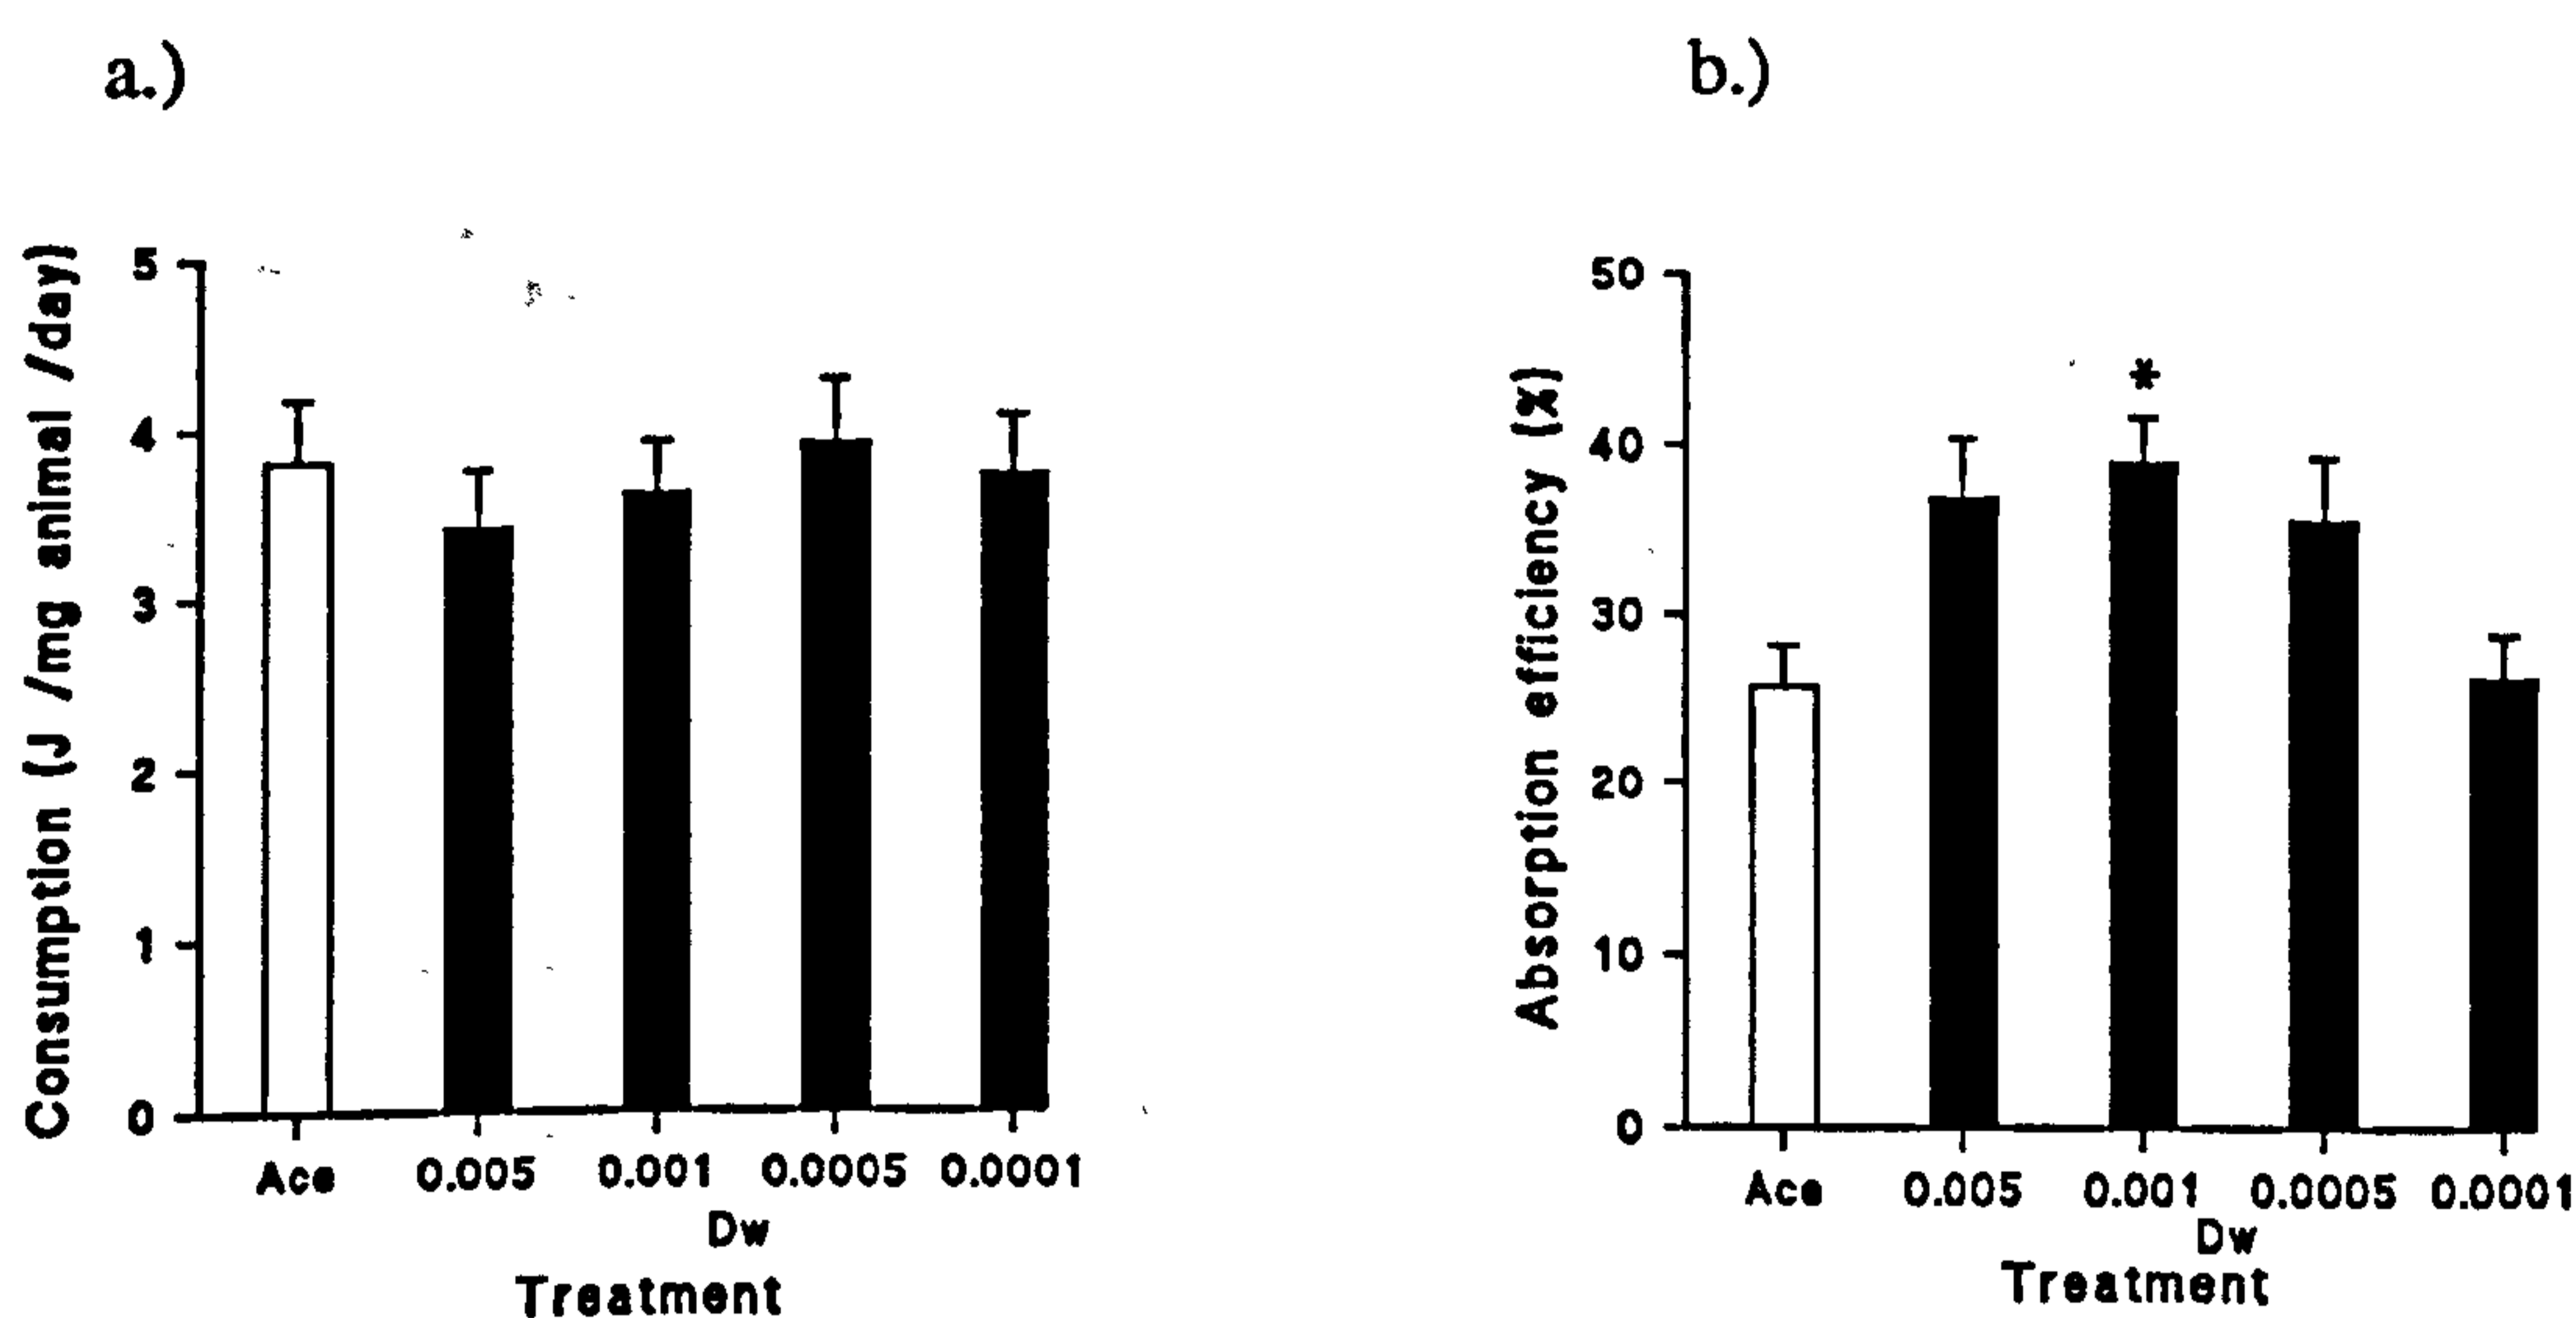 a.)
Consumption (J /mg animal /day)
5
4
3
2
1
0
Ace 0.005 0.001 0.0005 0.0001
Dw
Treatment
b.)
Absorption efficiency (%)
50
40
30
20
10
0
*
Ace 0.005 0.001 0.0005 0.0001
Dw
Treatment